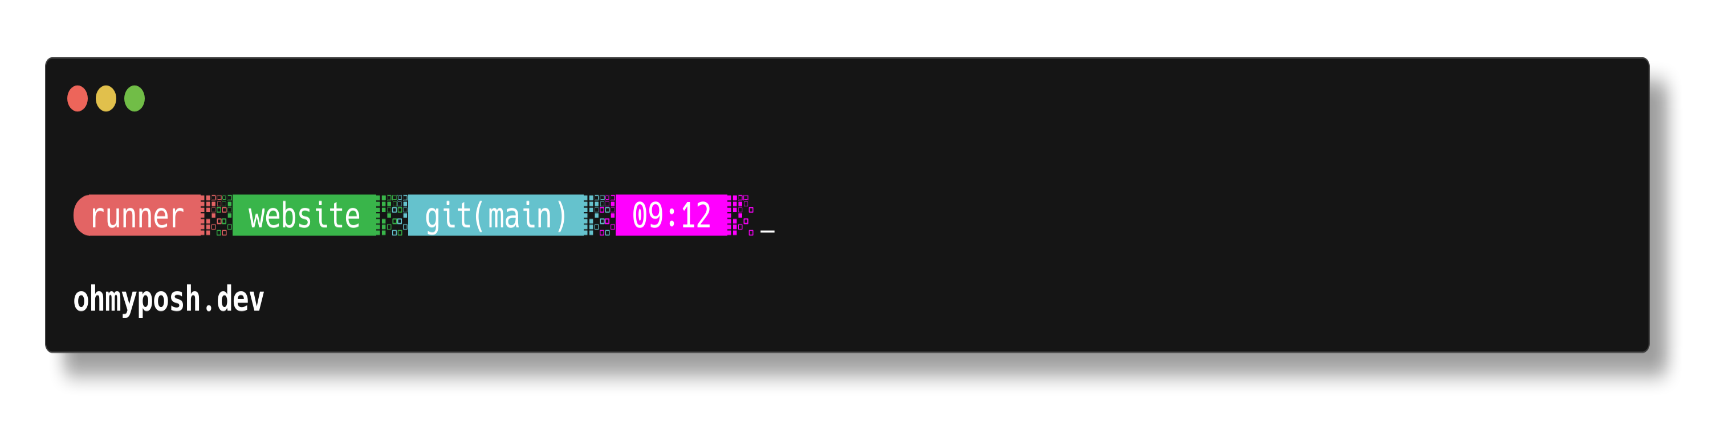 runner website git(main) 09:12 _
ohmyposh.dev